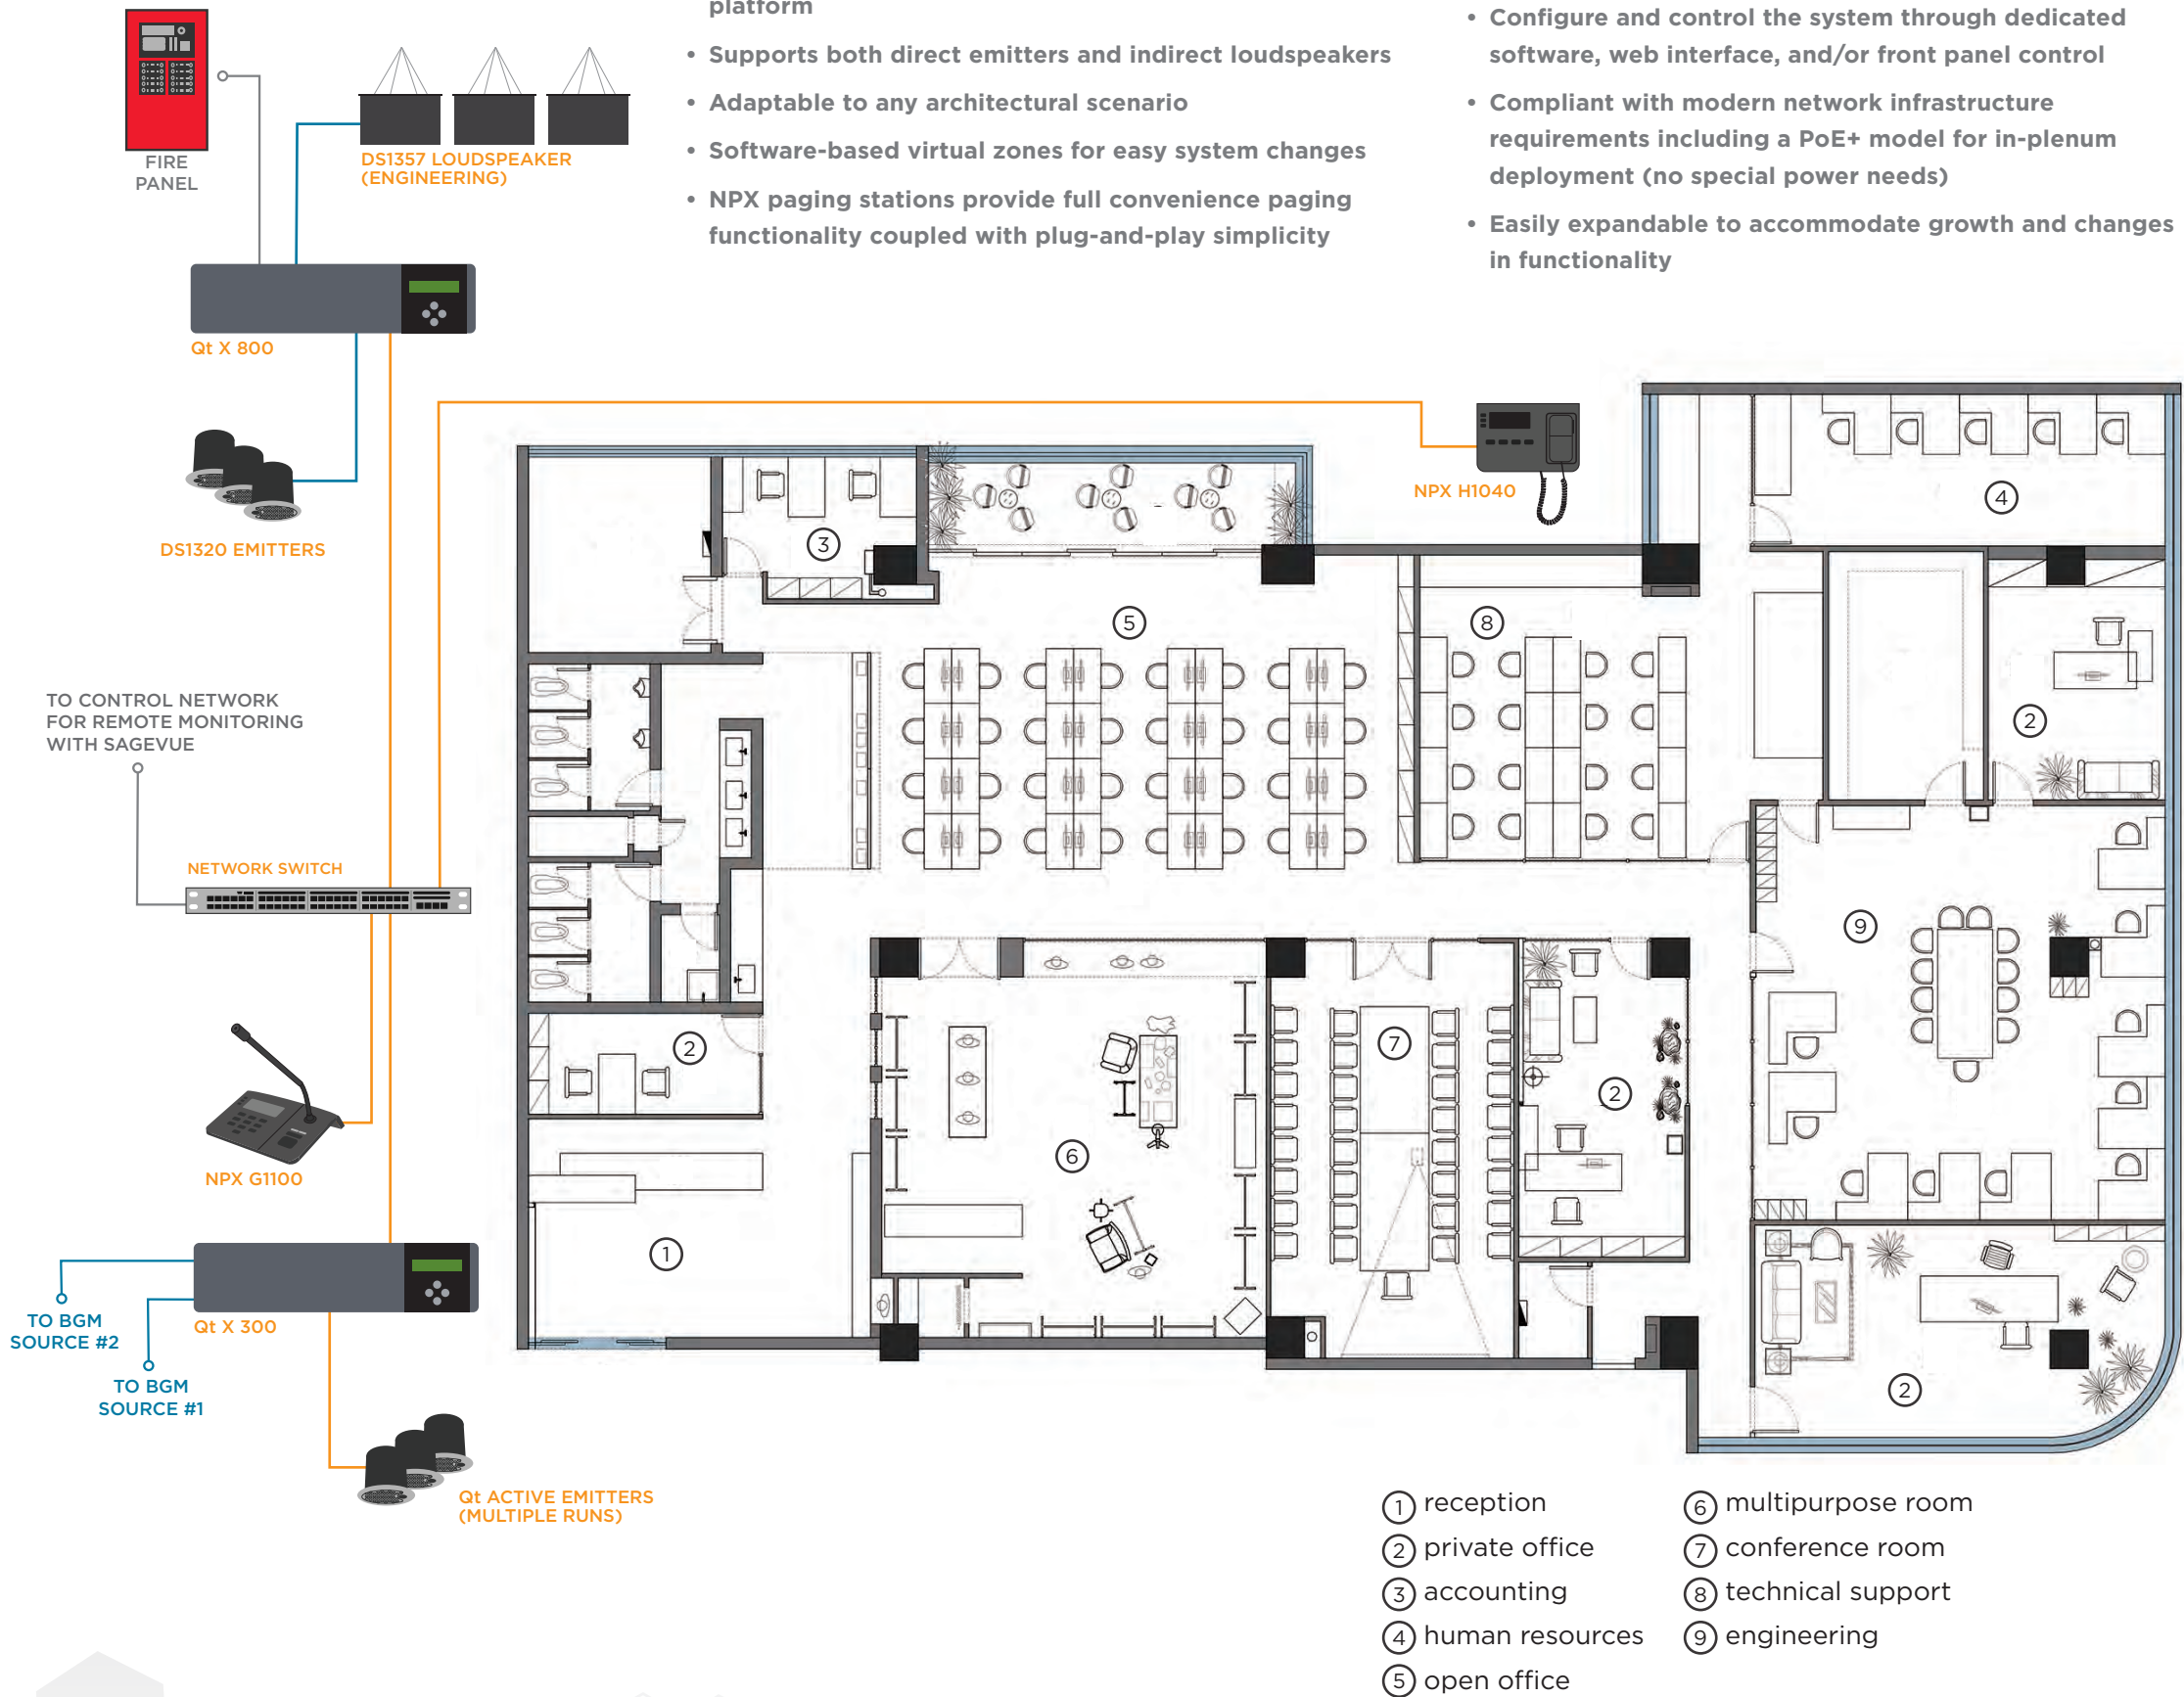 platform
• Supports both direct emitters and indirect loudspeakers
• Adaptable to any architectural scenario
• Software-based virtual zones for easy system changes
• NPX paging stations provide full convenience paging
functionality coupled with plug-and-play simplicity
• Configure and control the system through dedicated
software, web interface, and/or front panel control
• Compliant with modern network infrastructure
requirements including a PoE+ model for in-plenum
deployment (no special power needs)
• Easily expandable to accommodate growth and changes
in functionality
FIRE
PANEL
DS1357 LOUDSPEAKER
(ENGINEERING)
Qt X 800
DS1320 EMITTERS
NPX H1040
TO CONTROL NETWORK
FOR REMOTE MONITORING
WITH SAGEVUE
NETWORK SWITCH
NPX G1100
Qt X 300
TO BGM
SOURCE #2
TO BGM
SOURCE #1
Qt ACTIVE EMITTERS
(MULTIPLE RUNS)
4
3
5
8
2
9
2
7
2
6
1
2
1 reception
2 private office
3 accounting
4 human resources
5 open office
6 multipurpose room
7 conference room
8 technical support
9 engineering